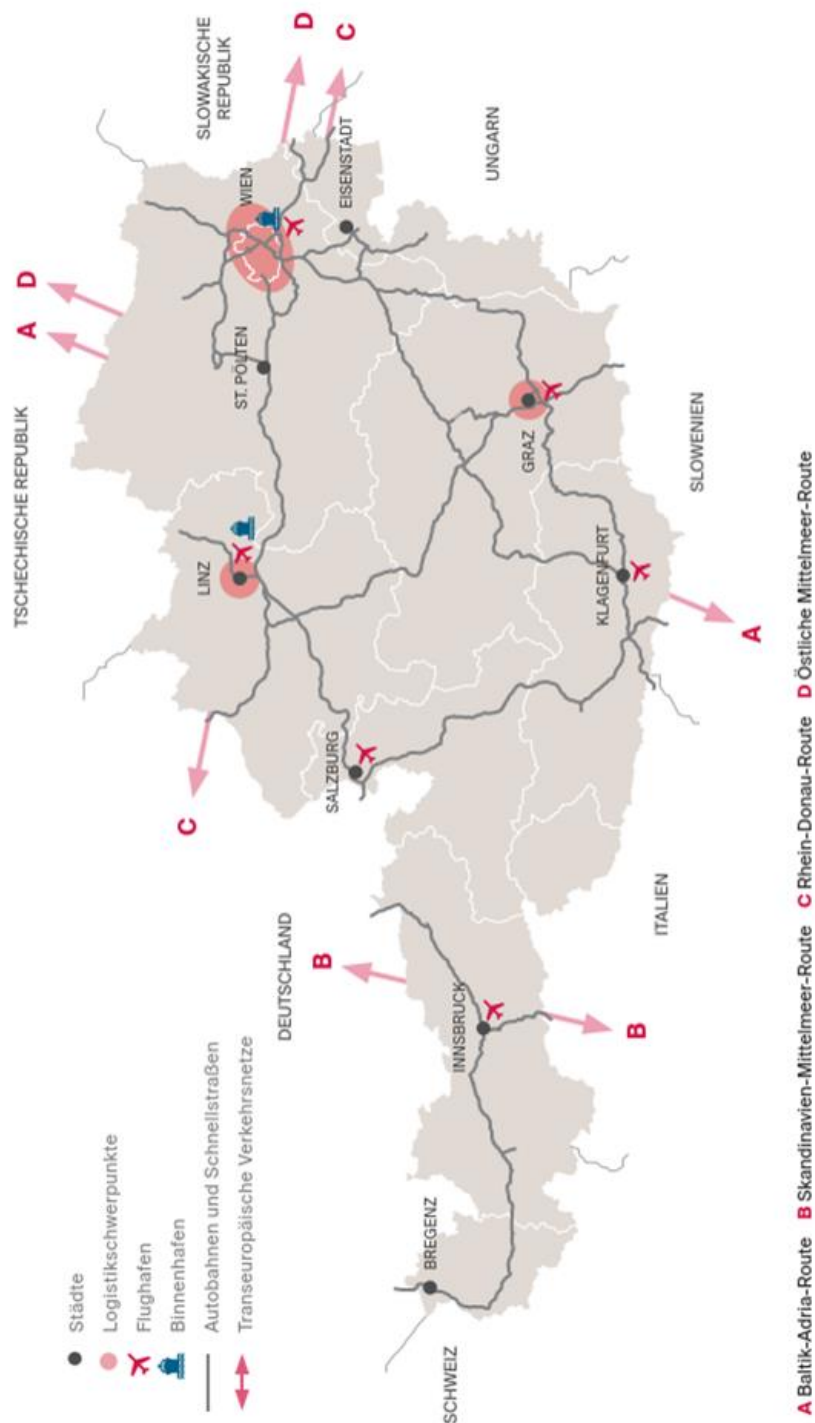 Städte
Logistikschwerpunkte
Flughafen
Binnenhafen
Autobahnen und Schnellstraßen
Transeuropäische Verkehrsnetze
TSCHECHISCHE REPUBLIK
A
D
SLOWAKISCHE
REPUBLIK
D
C
C
LINZ
ST. PÖLTEN
WIEN
EISENSTADT
DEUTSCHLAND
B
SALZBURG
UNGARN
SCHWEIZ
BREGENZ
INNSBRUCK
GRAZ
KLAGENFURT
B
ITALIEN
A
SLOWENIEN
A Baltik-Adria-Route B Skandinavien-Mittelmeer-Route C Rhein-Donau-Route D Östliche Mittelmeer-Route